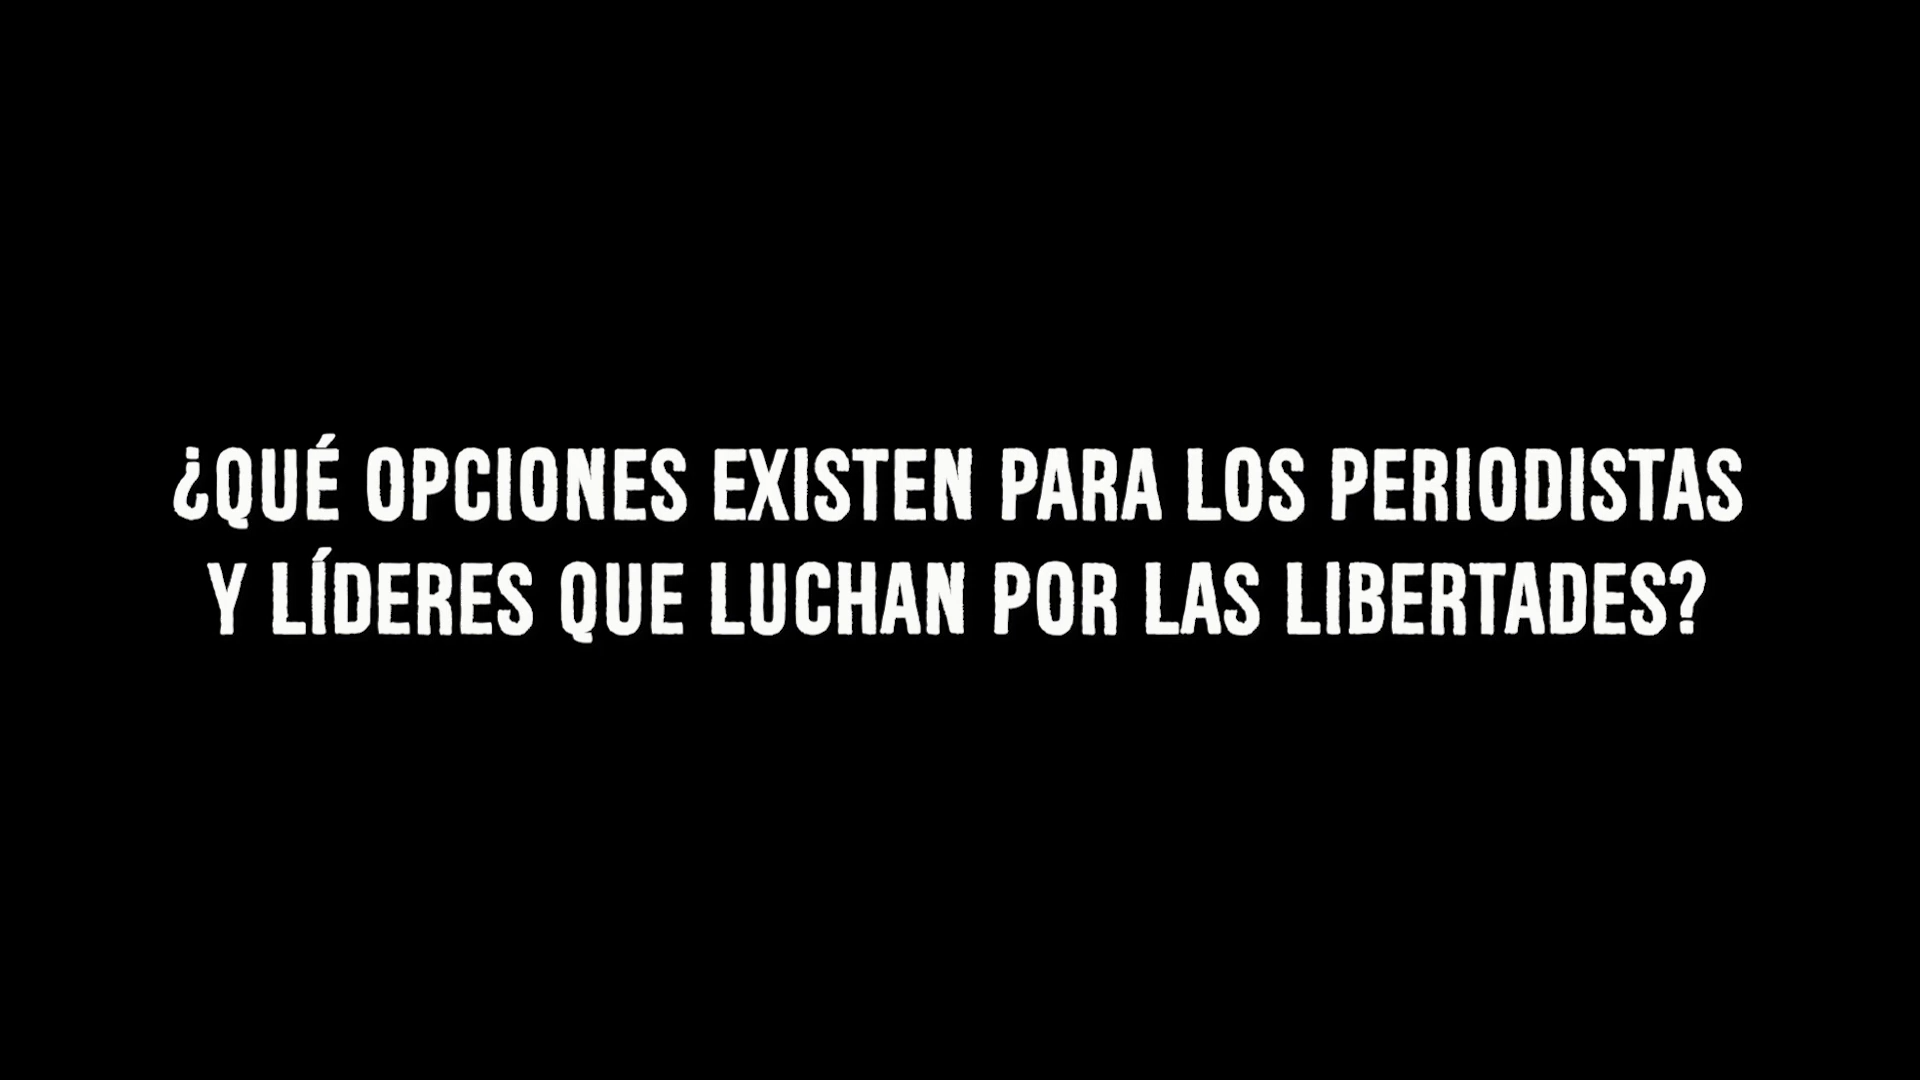 ¿QUÉ OPCIONES EXISTEN PARA LOS PERIODISTAS
Y LÍDERES QUE LUCHAN POR LAS LIBERTADES?